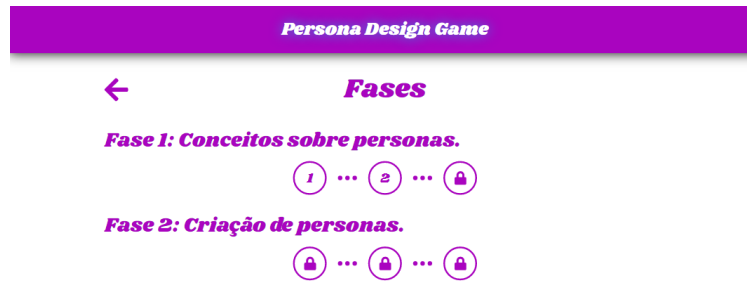 Persona Design Game
Fases
Fase 1: Conceitos sobre personas.
1 ... 2 ...
Fase 2: Criação de personas.